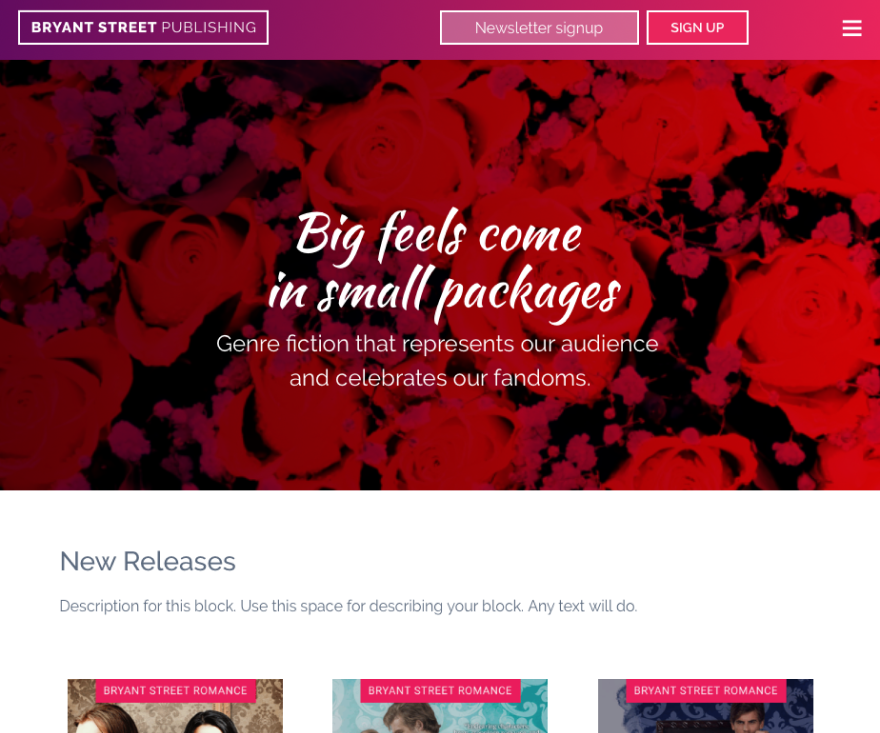 BRYANT STREET PUBLISHING
Newsletter signup
SIGN UP
Big feels come
in small packages
Genre fiction that represents our audience
and celebrates our fandoms.
New Releases
Description for this block. Use this space for describing your block. Any text will do.
BRYANT STREET ROMANCE
BRYANT STREET ROMANCE
BRYANT STREET ROMANCE